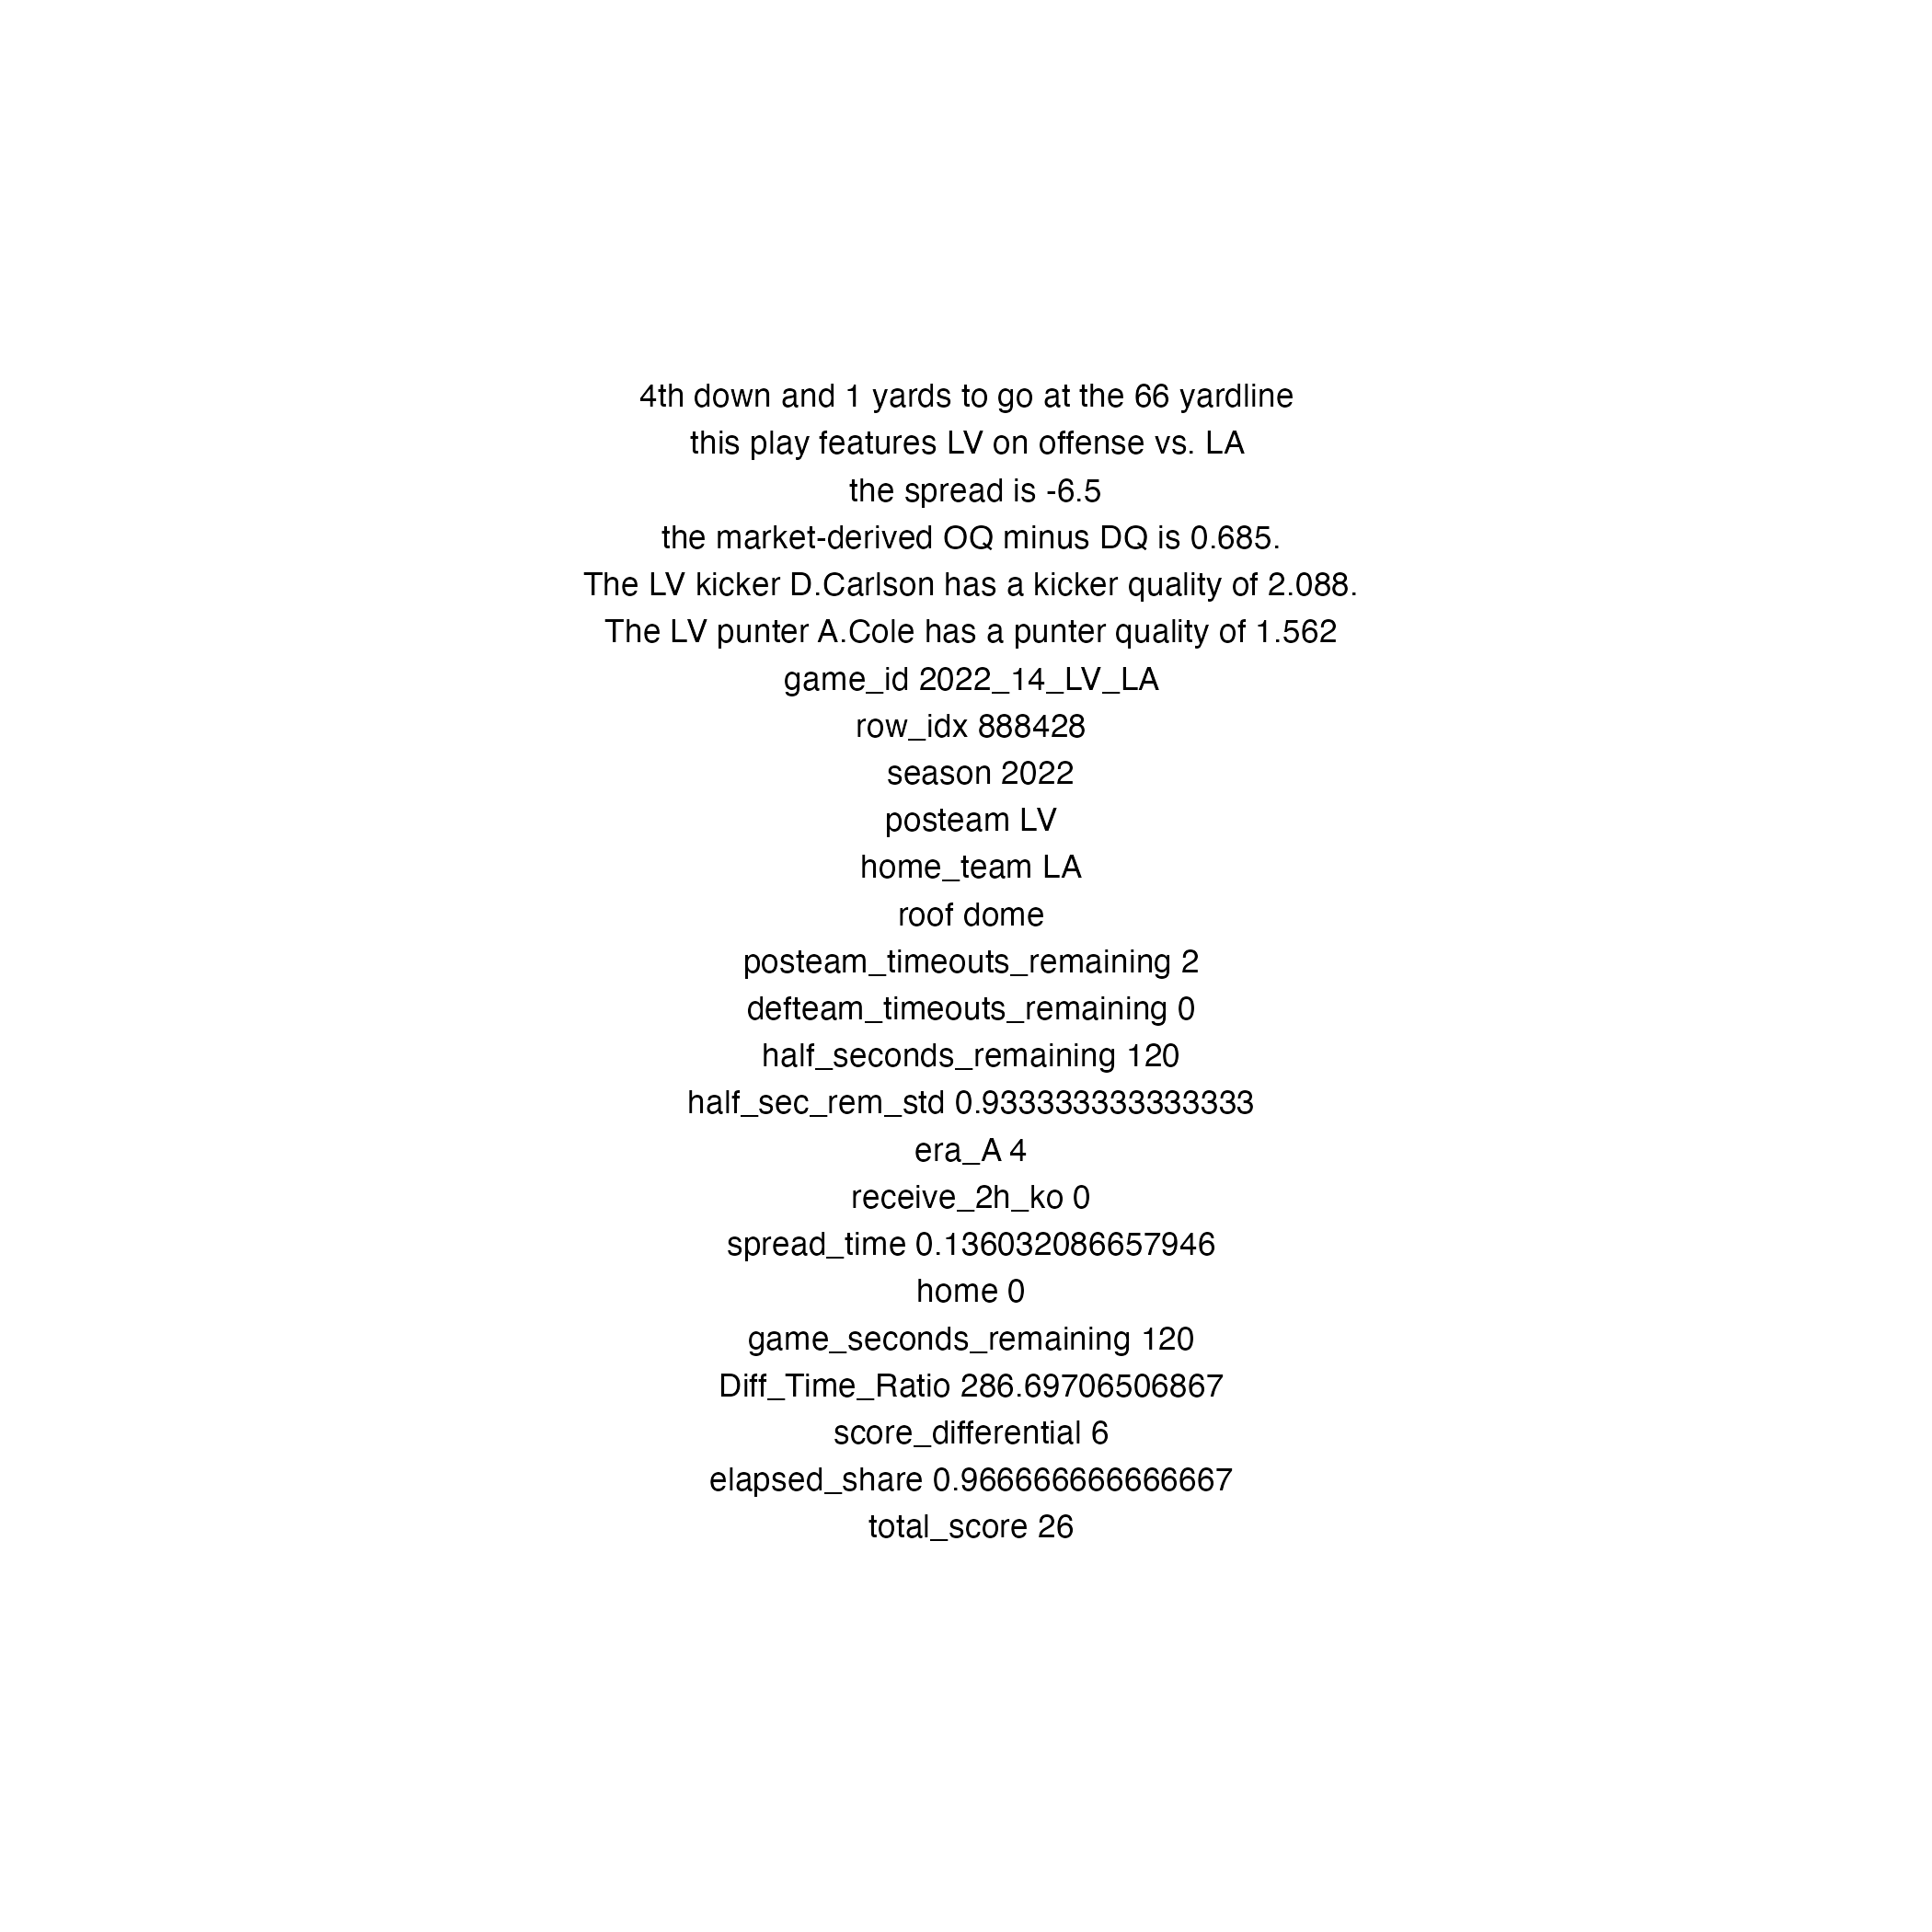 4th down and 1 yards to go at the 66 yardline
this play features LV on offense vs. LA
the spread is -6.5
the market-derived OQ minus DQ is 0.685.
The LV kicker D.Carlson has a kicker quality of 2.088.
The LV punter A.Cole has a punter quality of 1.562
game_id 2022_14_LV_LA
row_idx 888428
season 2022
posteam LV
home_team LA
roof dome
posteam_timeouts_remaining 2
defteam_timeouts_remaining 0
half_seconds_remaining 120
half_sec_rem_std 0.933333333333333
era_A 4
receive_2h_ko 0
spread_time 0.136032086657946
home 0
game_seconds_remaining 120
Diff_Time_Ratio 286.69706506867
score_differential 6
elapsed_share 0.966666666666667
total_score 26